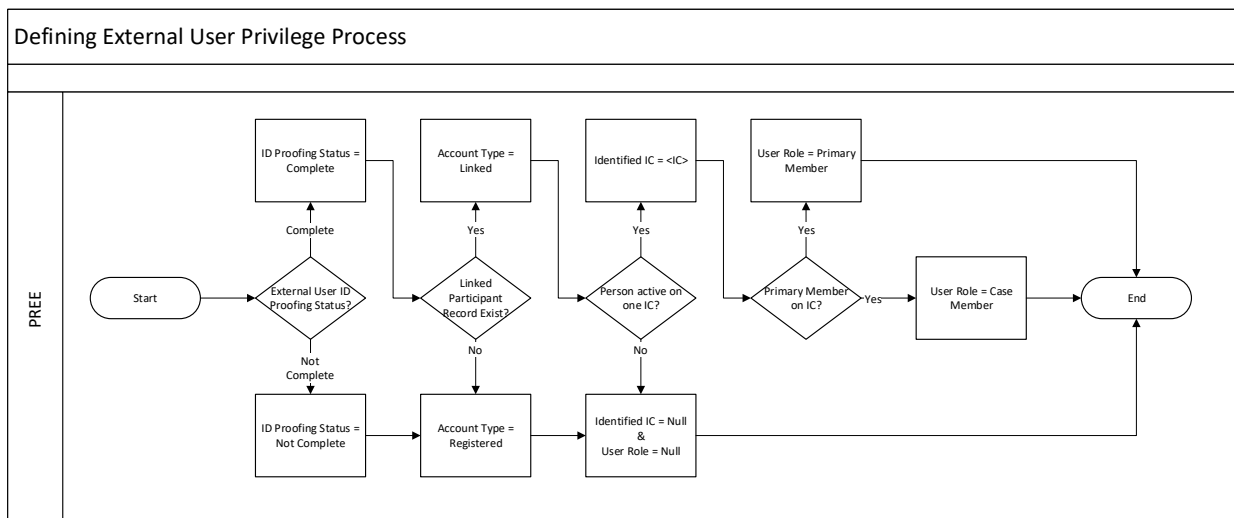 Defining External User Privilege Process
PREE
ID Proofing Status =
Complete
Account Type =
Linked
Identified IC = <IC>
User Role = Primary
Member
Complete
Yes
Yes
Yes
Start
External User ID
Proofing Status?
Linked
Participant
Record Exist?
Person active on
one IC?
Primary Member
on IC?
Yes
User Role = Case
Member
End
Not
Complete
No
No
ID Proofing Status =
Not Complete
Account Type =
Registered
Identified IC = Null
&
User Role = Null